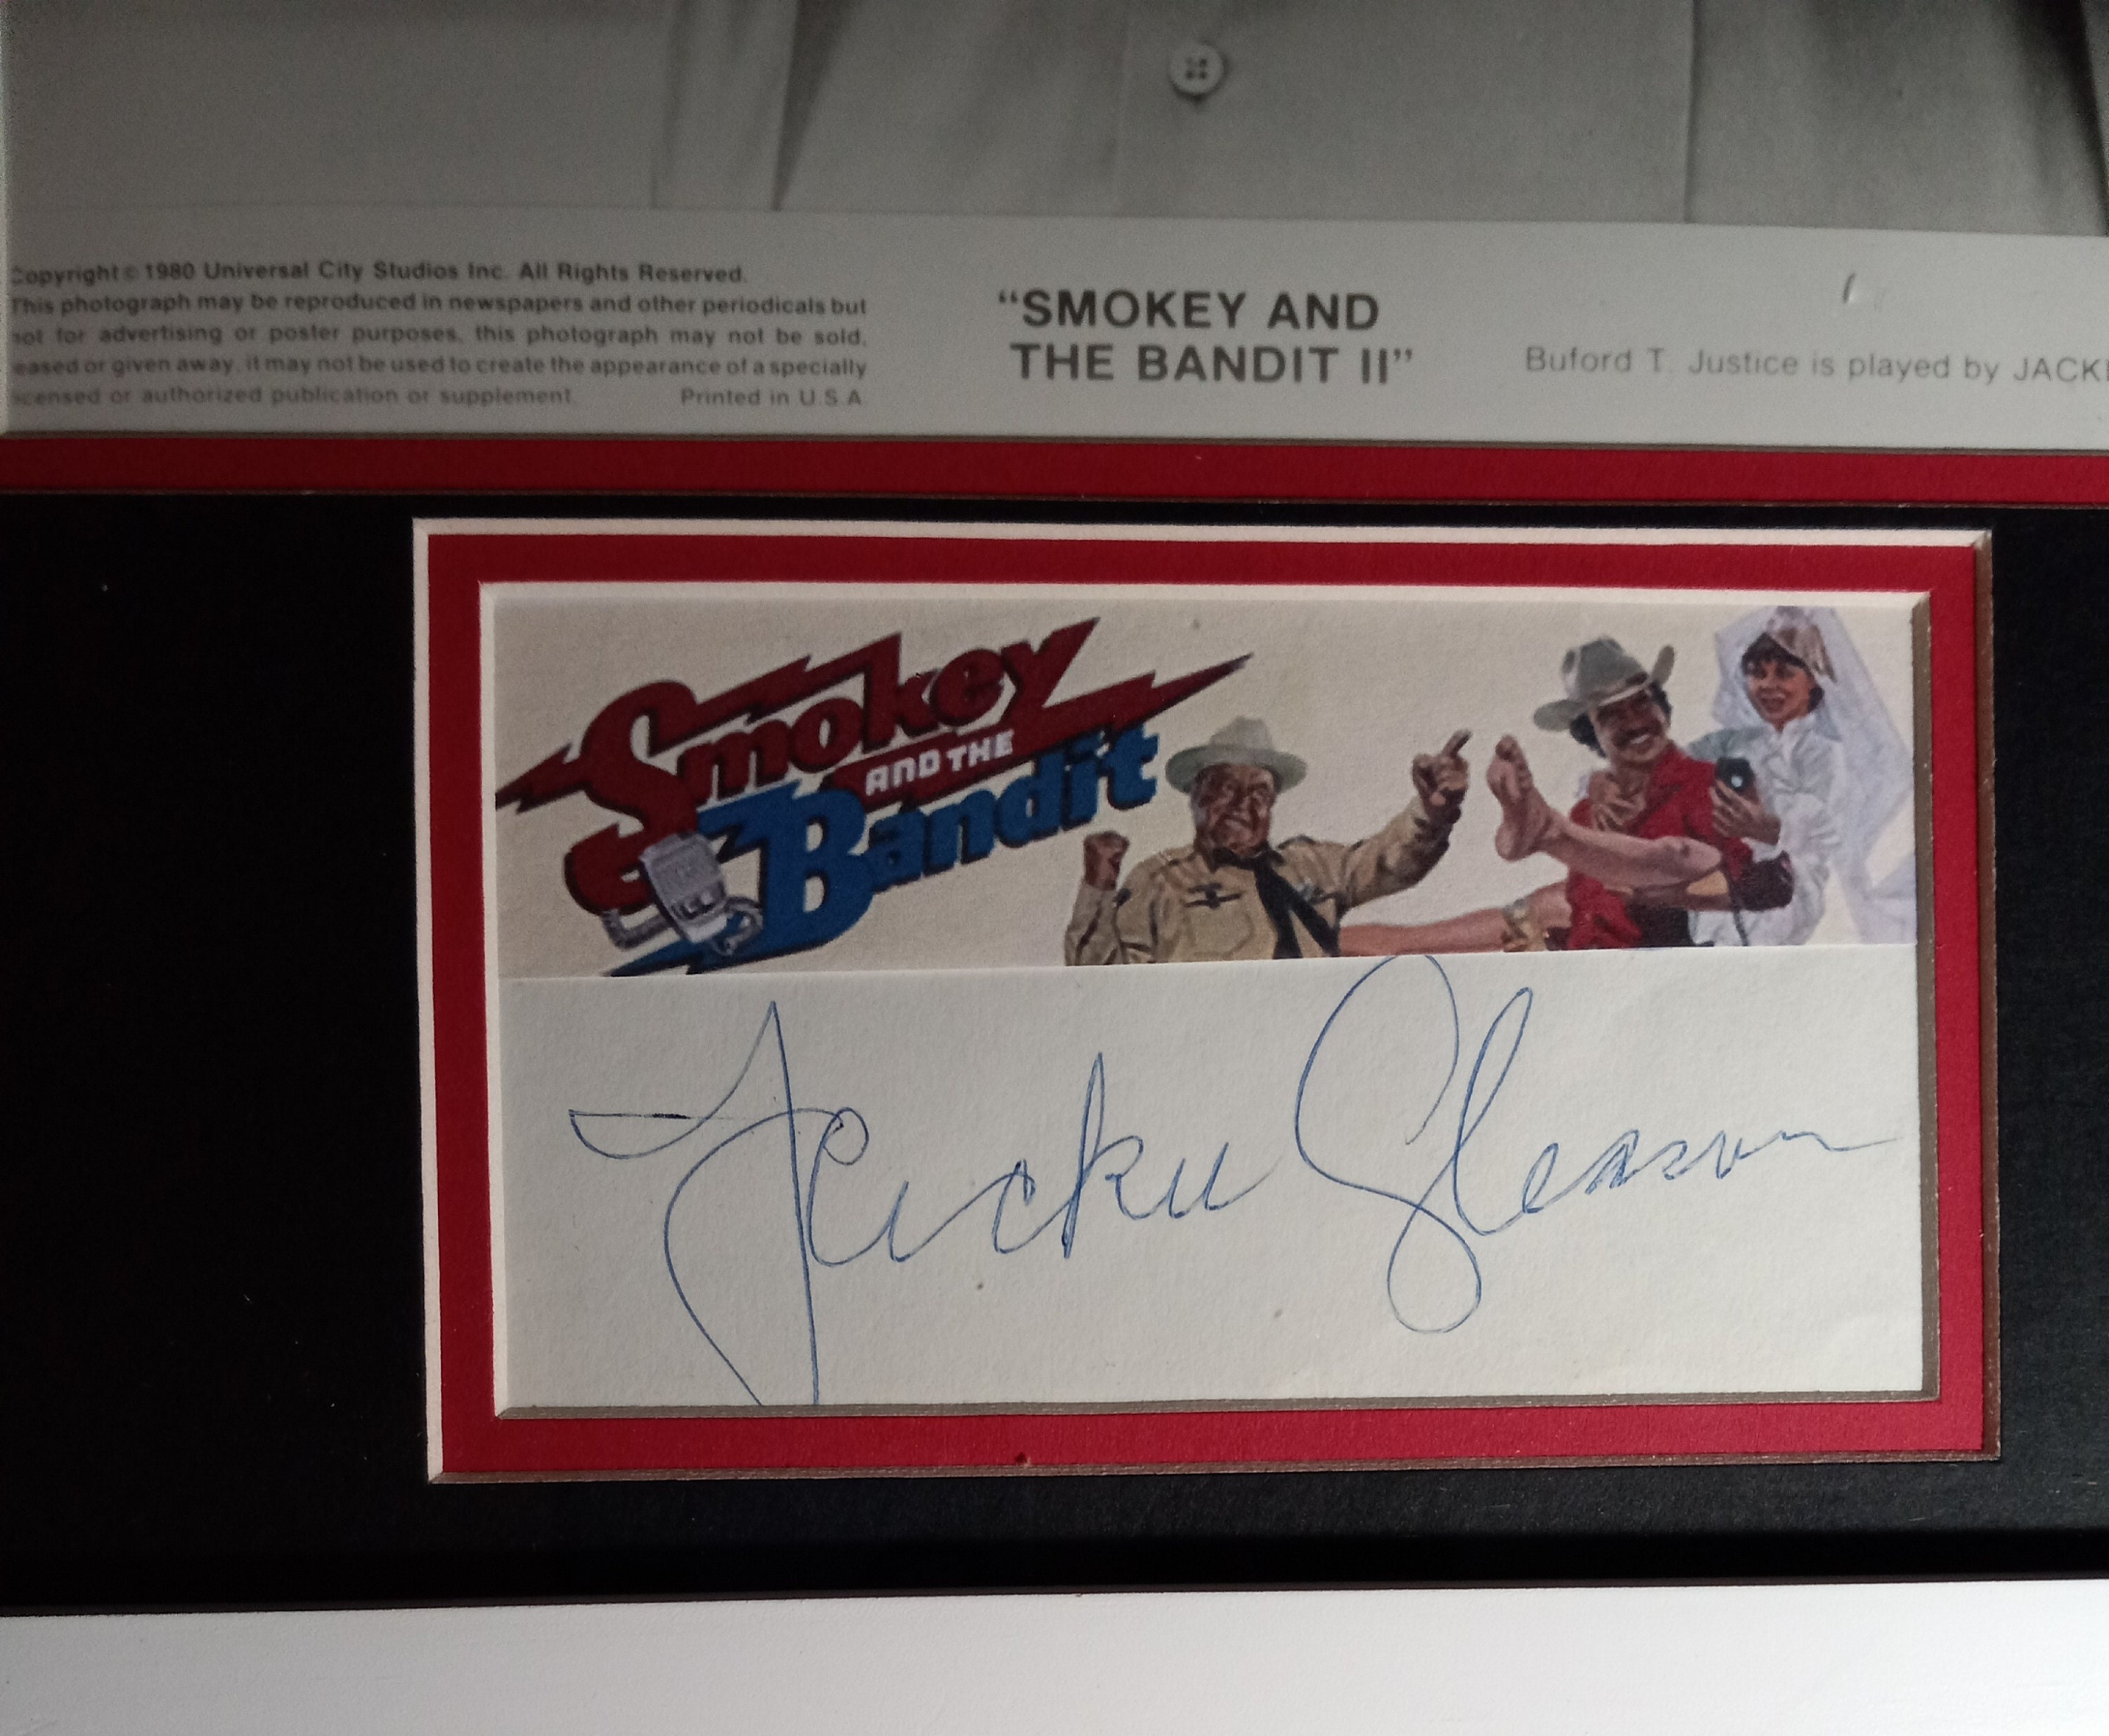 Copyright © 1980 Universal City Studios Inc. All Rights Reserved.
This photograph may be reproduced in newspapers and other periodicals but
not for advertising or poster purposes, this photograph may not be sold,
eased or given away, it may not be used to create the appearance of a specially
icensed or authorized publication or supplement. Printed in U.S.A
“SMOKEY AND
THE BANDIT II”
Buford T. Justice is played by JACKI
Smokey
AND THE
Bandit
Jackie Gleason